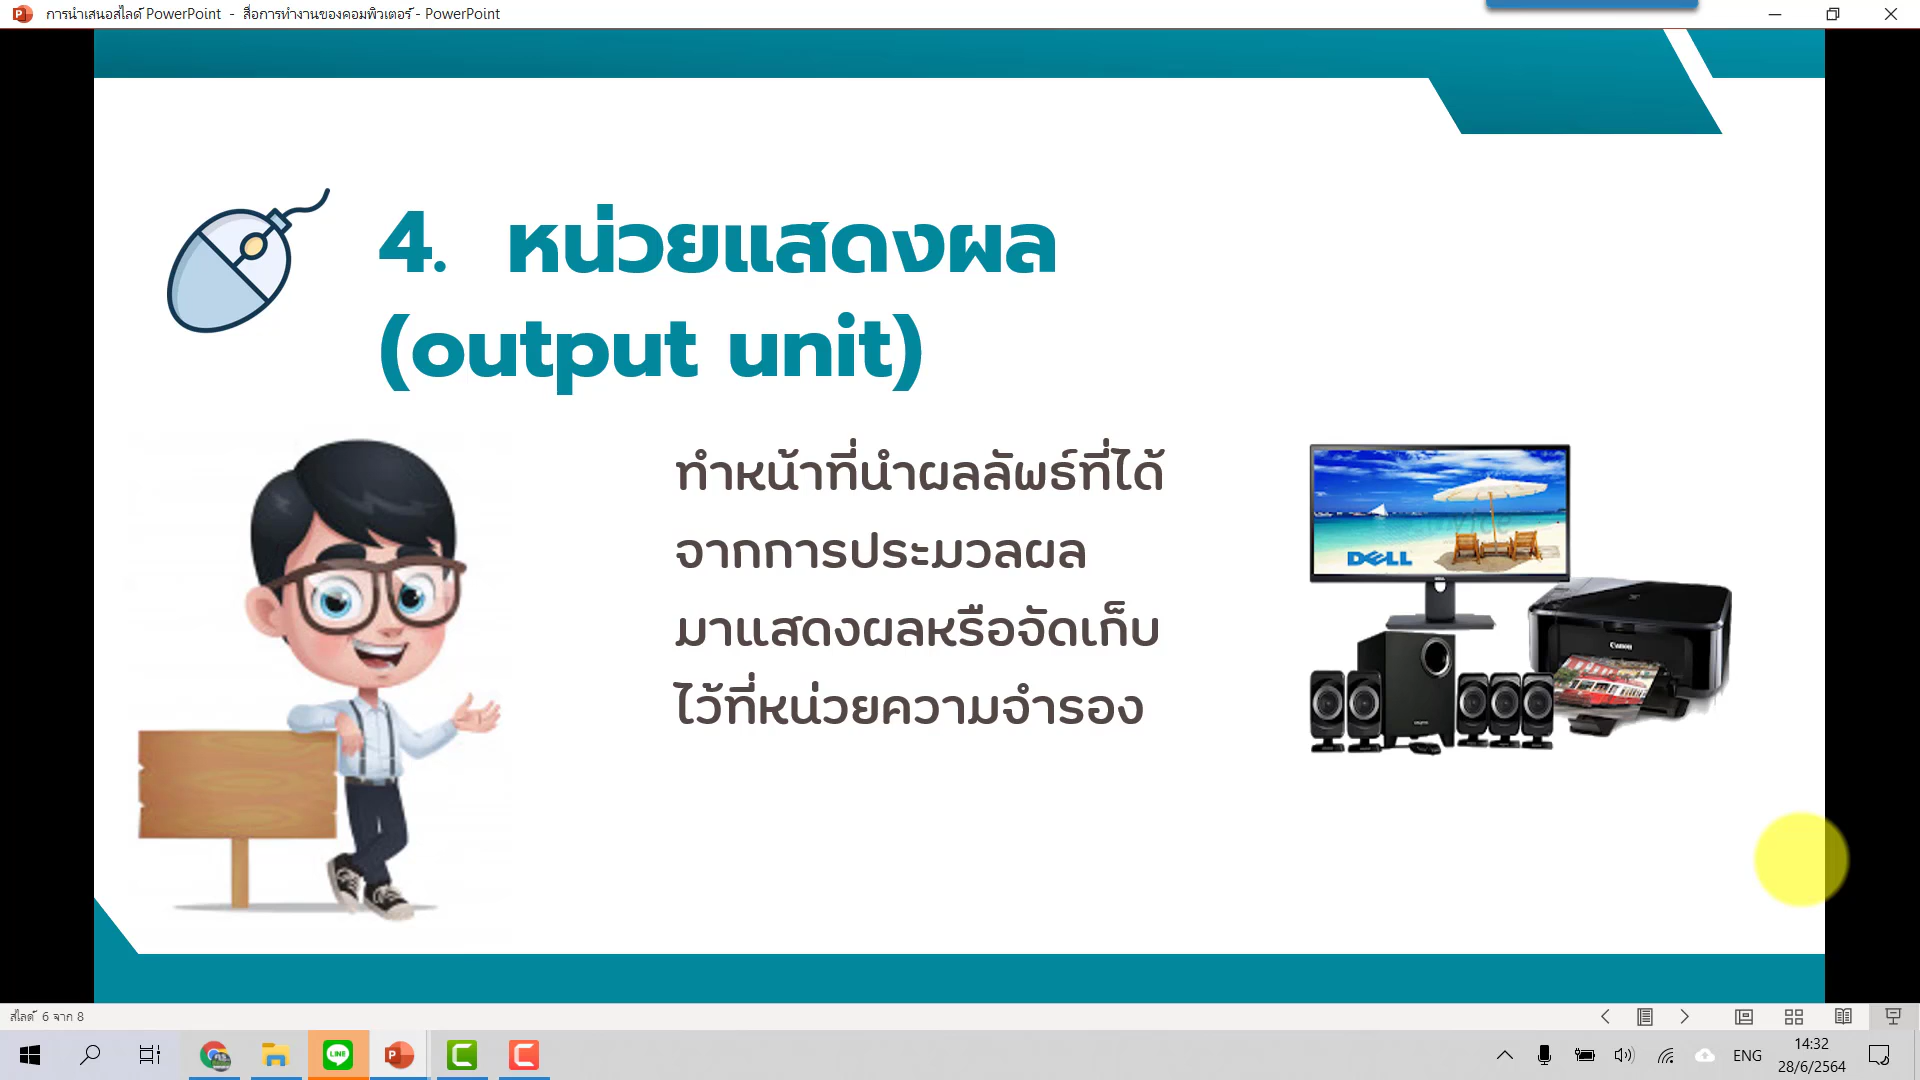 การนำเสนอสไลด์ PowerPoint - สื่อการทำงานของคอมพิวเตอร์ - PowerPoint
4. หน่วยแสดงผล
(output unit)
ทำหน้าที่นำผลลัพธ์ที่ได้
จากการประมวลผล
มาแสดงผลหรือจัดเก็บ
ไว้ที่หน่วยความจำรอง
DELL
Canon
สไลด์ 6 จาก 8
LINE
ENG
14:32
28/6/2564